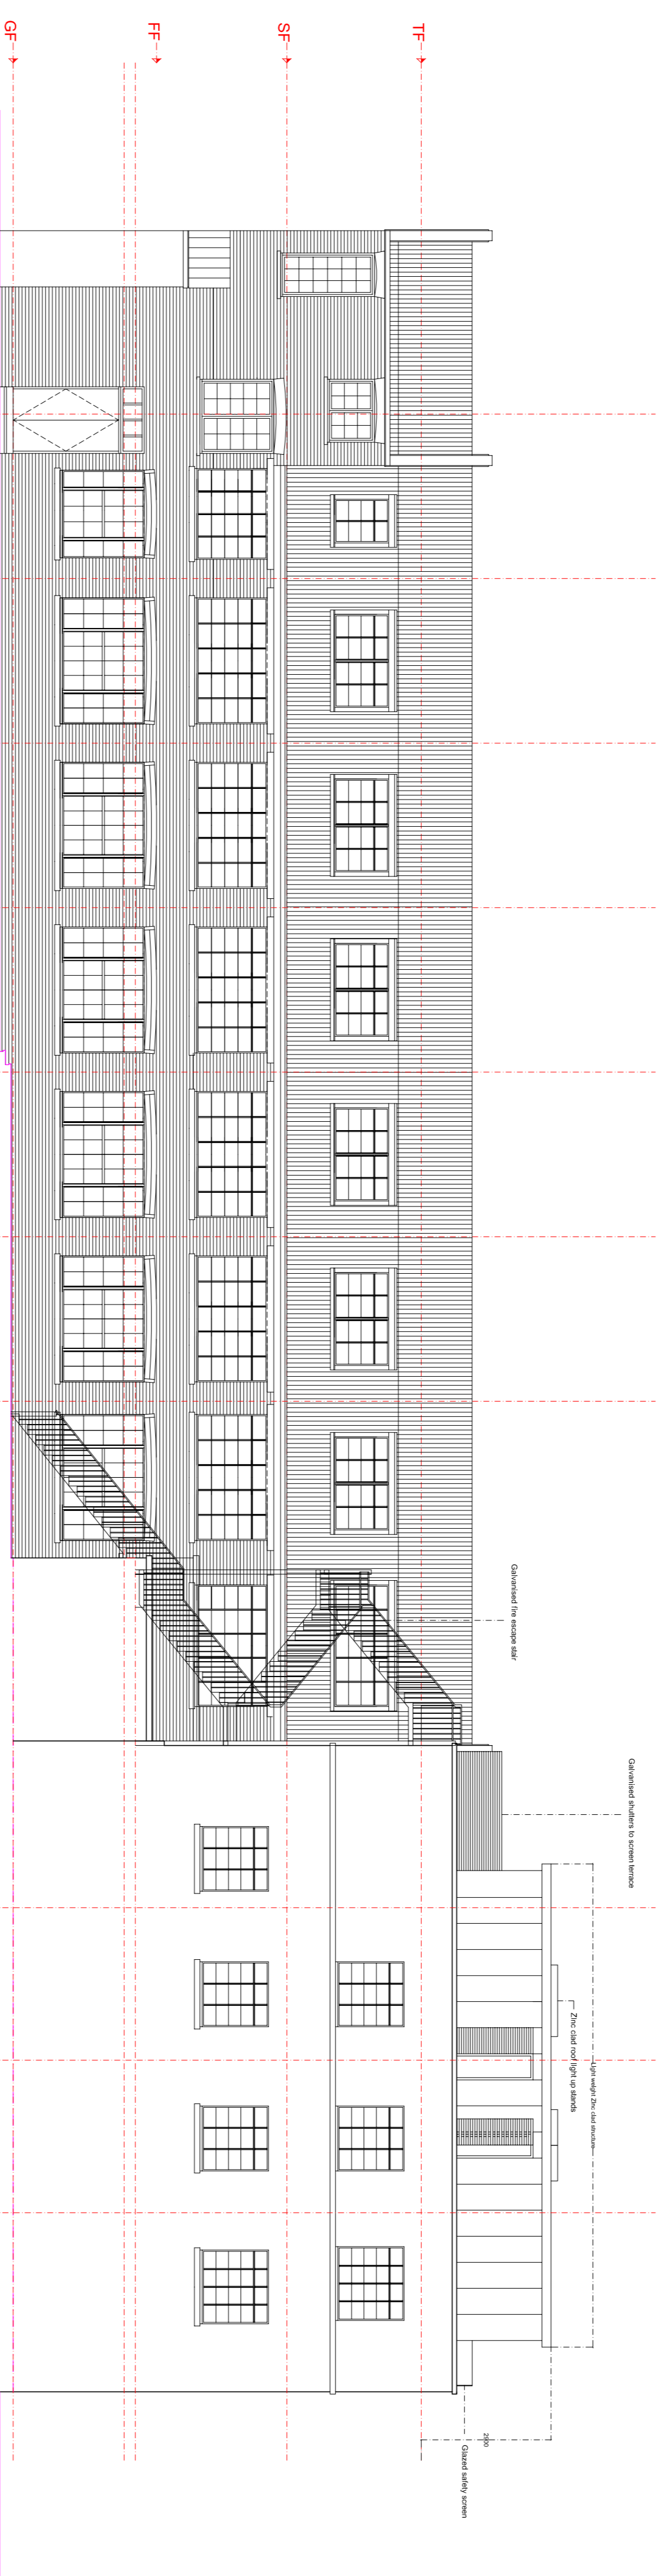 TF
SF
FF
GF
Galvanised shutters to screen terrace
Zinc clad roof light up stands
Light weight Zinc clad structure
Galvanised fire escape stair
2900
Glazed safety screen